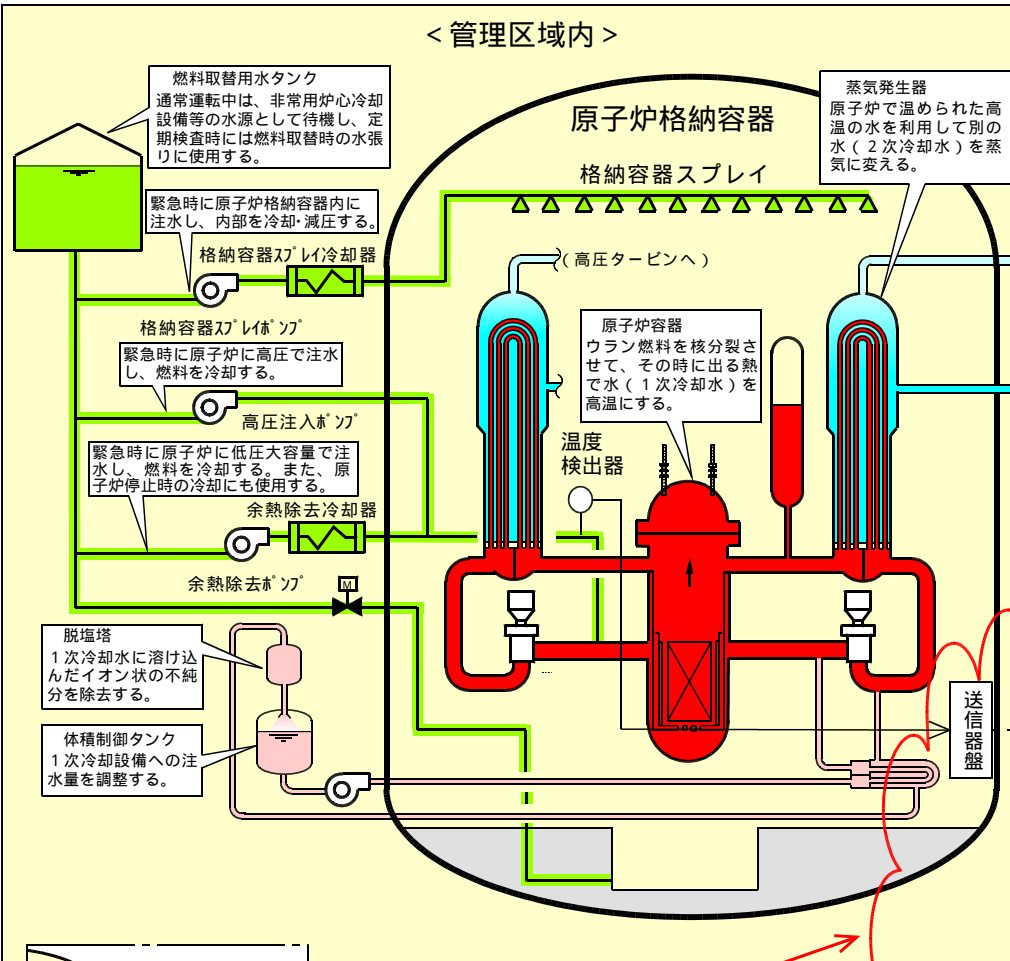 ＜管理区域内＞
燃料取替用水タンク
通常運転中は、非常用炉心冷却
設備等の水源として待機し、定
期検査時には燃料取替時の水張
りに使用する。
原子炉格納容器
蒸気発生器
原子炉で温められた高
温の水を利用して別の
水（２次冷却水）を蒸
気に変える。
格納容器スプレイ
緊急時に原子炉格納容器内に
注水し、内部を冷却･減圧する。
格納容器ｽﾌﾟﾚｲ冷却器
（高圧タービンへ）
格納容器ｽﾌﾟﾚｲﾎﾟﾝﾌﾟ
原子炉容器
ウラン燃料を核分裂さ
せて、その時に出る熱
で水（１次冷却水）を
高温にする。
緊急時に原子炉に高圧で注水
し、燃料を冷却する。
高圧注入ﾎﾟﾝﾌﾟ
温度
検出器
緊急時に原子炉に低圧大容量で注
水し、燃料を冷却する。また、原
子炉停止時の冷却にも使用する。
余熱除去冷却器
余熱除去ﾎﾟﾝﾌﾟ
M
脱塩塔
１次冷却水に溶け込
んだイオン状の不純
分を除去する。
送信器盤
体積制御タンク
１次冷却設備への注
水量を調整する。